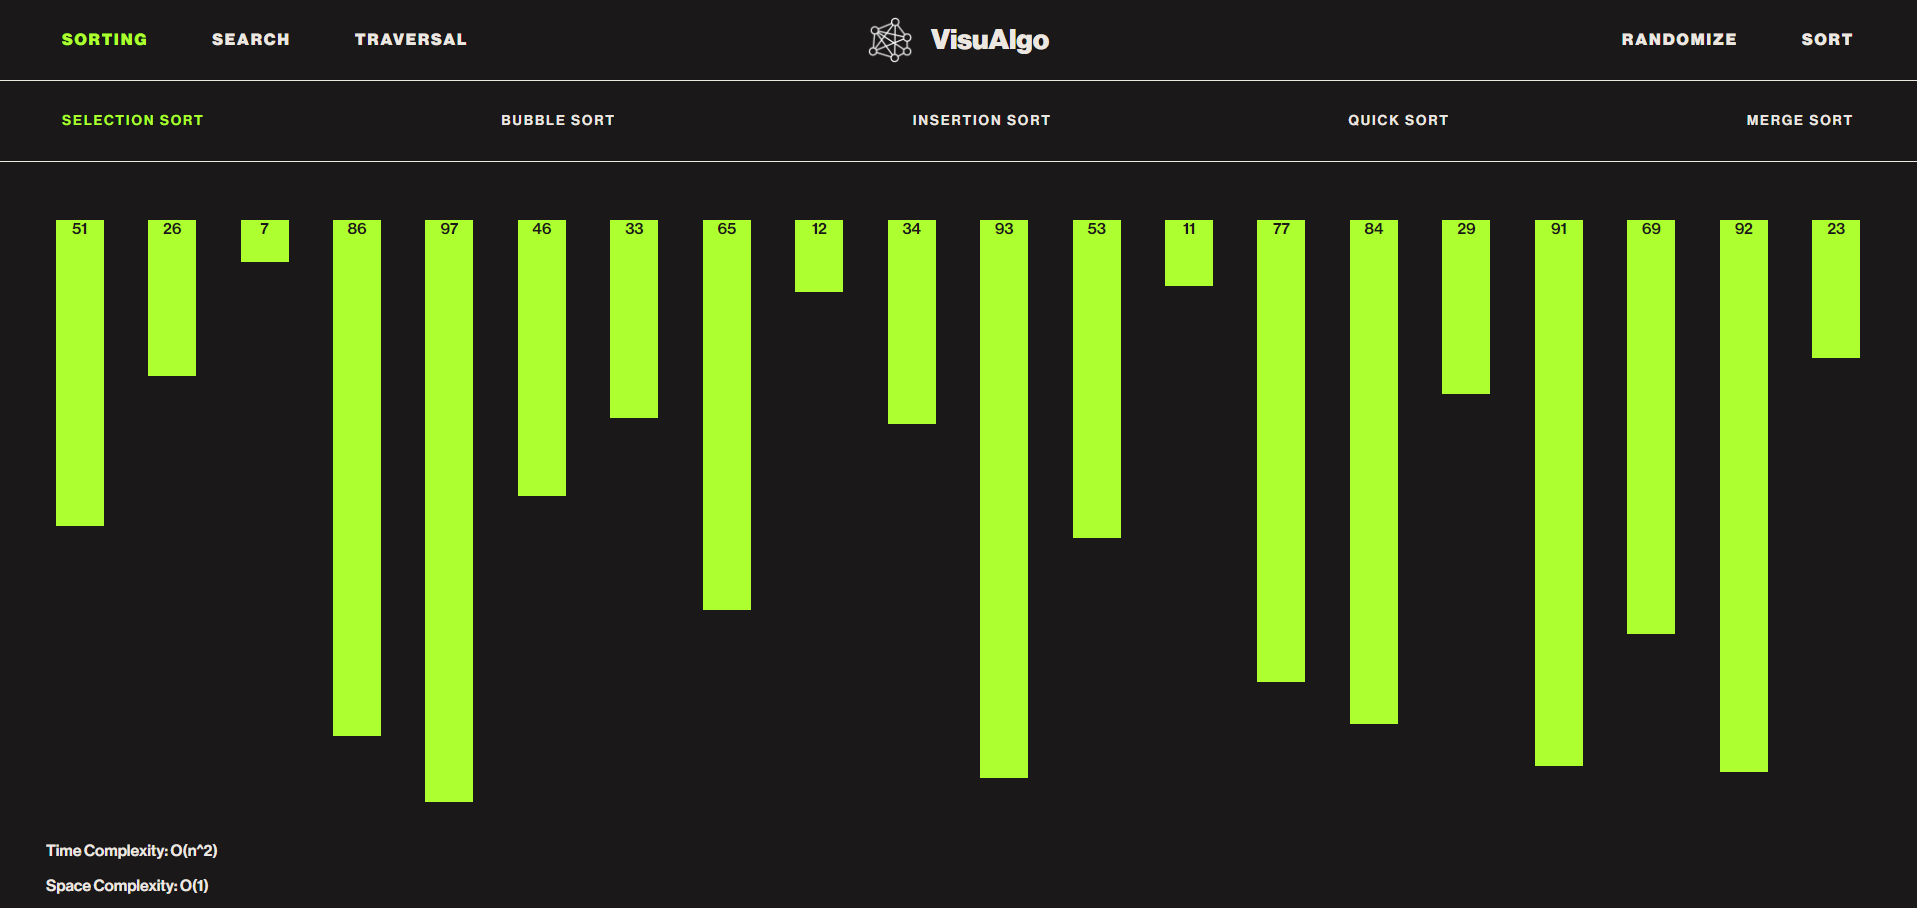 SORTING SEARCH TRAVERSAL VisuAlgo RANDOMIZE SORT
SELECTION SORT BUBBLE SORT INSERTION SORT QUICK SORT MERGE SORT
51 26 7 86 97 46 33 65 12 34 93 53 11 77 84 29 91 69 92 23
Time Complexity: O(n^2)
Space Complexity: O(1)